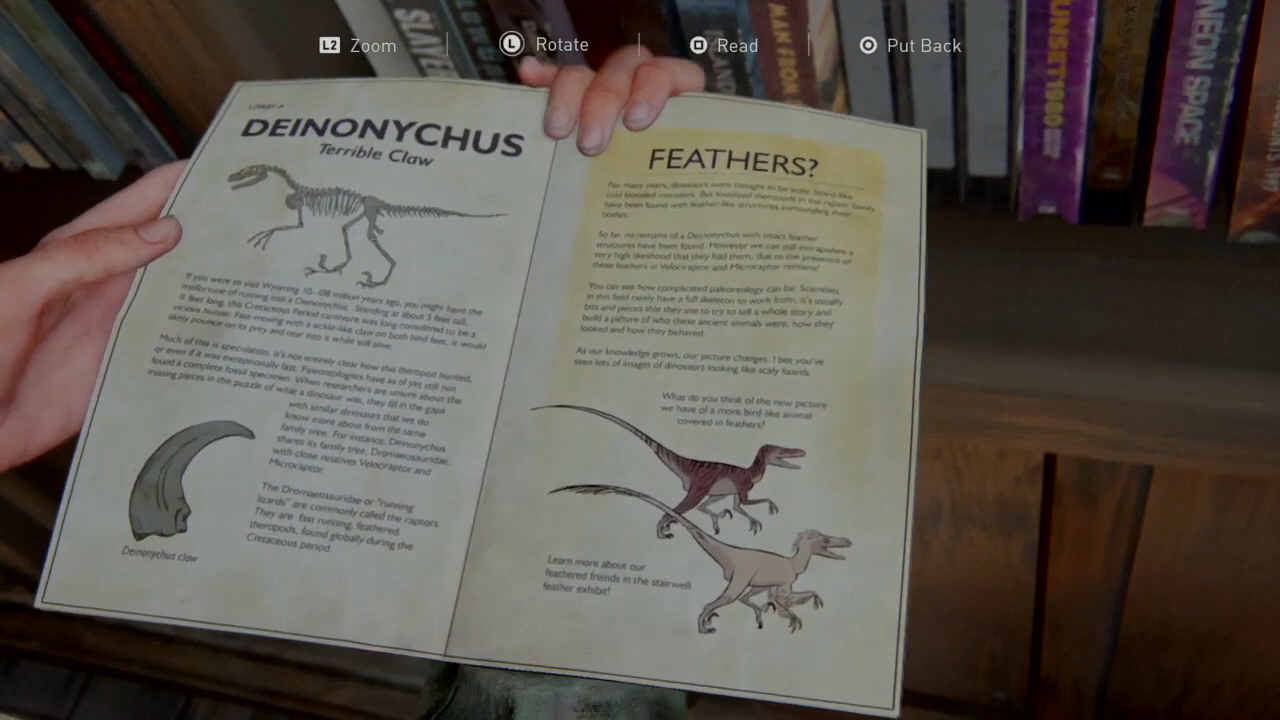 L2 Zoom
L Rotate
Read
Put Back
SLAYE
MAN FROM
SUNSET 1980
NEON SPACE
DEINONYCHUS
Terrible Claw
If you were to visit Wyoming 115-108 million years ago, you might have the
misfortune of running into a Deinonychus. Standing at about 5 feet tall,
11 feet long, this Cretaceous Period carnivore was long considered to be a
vicious hunter. Fast-moving with a sickle-like claw on both hind feet, it would
likely pounce on its prey and tear into it while still alive.
Much of this is speculation, it's not entirely clear how this theropod hunted,
or even if it was exceptionally fast. Paleoreologists have as of yet still not
found a complete fossil specimen. When researchers are unsure about the
missing pieces in the puzzle of what a dinosaur was, they fill in the gaps
with similar dinosaurs that we do
know more about from the same
family tree. For instance, Deinonychus
shares its family tree, Dromaeosauridae,
with close relatives Velociraptor and
Microraptor.
The Dromaeosauridae or "running
lizards" are commonly called the raptors.
They are fast running, feathered
theropods, found globally during the
Cretaceous period.
Deinonychus claw
FEATHERS?
You many years, dinosaurs were thought to be scaly, lizard-like
cold blooded monsters. But fossilized theropods in the raptor family
have been found with feather-like structures surrounding their
bodies.
So far, no remains of a Deinonychus with intact feather
structures have been found. However we can still extrapolate a
very high likelihood that they had them, due to the presence of
these feathers in Velociraptor and Microraptor remains!
You can see how complicated paleoreology can be. Scientists
in this field rarely have a full skeleton to work from, it's usually
bits and pieces that they use to try to tell a whole story and
build a picture of who these ancient animals were, how they
looked and how they behaved.
As our knowledge grows, our picture changes. I bet you've
seen lots of images of dinosaurs looking like scaly lizards.
What do you think of the new picture
we have of a more bird-like animal
covered in feathers?
Learn more about our
feathered friends in the stairwell
feather exhibit!